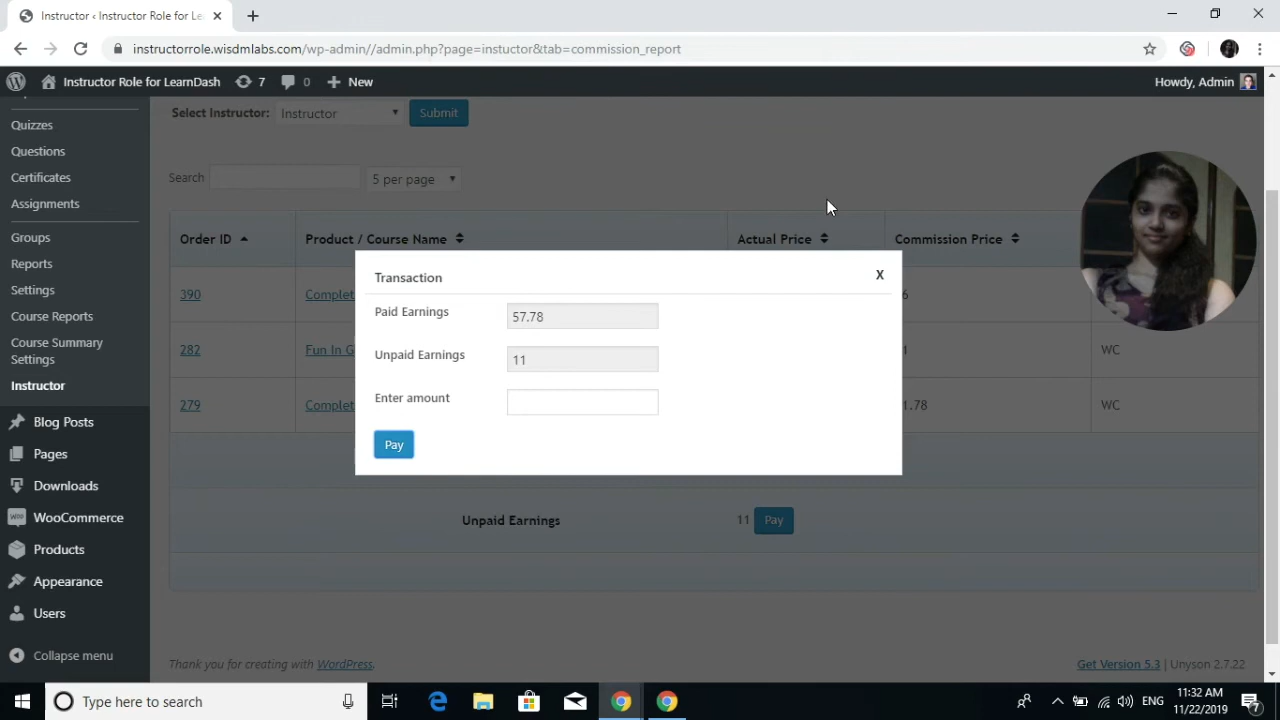 Instructor ‹ Instructor Role for Le
instructorrole.wisdmlabs.com/wp-admin//admin.php?page=instuctor&tab=commission_report
Instructor Role for LearnDash 7 0 New Howdy, Admin
Quizzes
Questions
Certificates
Assignments
Groups
Reports
Settings
Course Reports
Course Summary
Settings
Instructor
Blog Posts
Pages
Downloads
WooCommerce
Products
Appearance
Users
Collapse menu
Select Instructor: Instructor Submit
Search 5 per page
Order ID Product / Course Name Actual Price Commission Price
390 Complet 6
282 Fun In G 1 WC
279 Complet 1.78 WC
Transaction X
Paid Earnings 57.78
Unpaid Earnings 11
Enter amount
Pay
Unpaid Earnings 11 Pay
Thank you for creating with WordPress.
Get Version 5.3 | Unyson 2.7.22
Type here to search
ENG
11:32 AM
11/22/2019
7